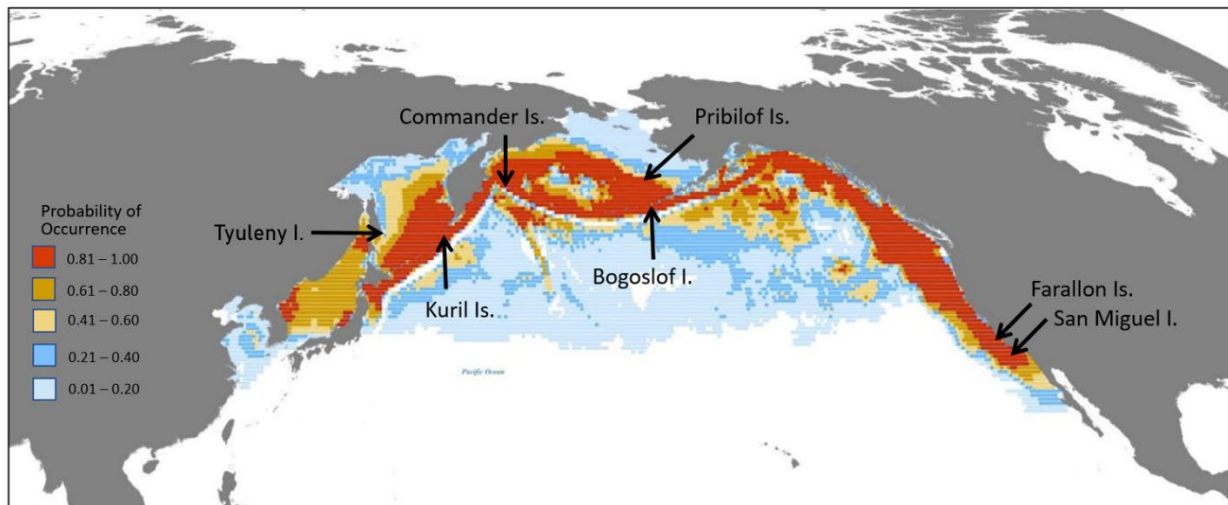 Commander Is.
Pribilof Is.
Probability of
Occurrence
0.81 – 1.00
0.61 – 0.80
0.41 – 0.60
0.21 – 0.40
0.01 – 0.20
Tyuleny I.
Kuril Is.
Bogoslof I.
Farallon Is.
San Miguel I.
Pacific Ocean